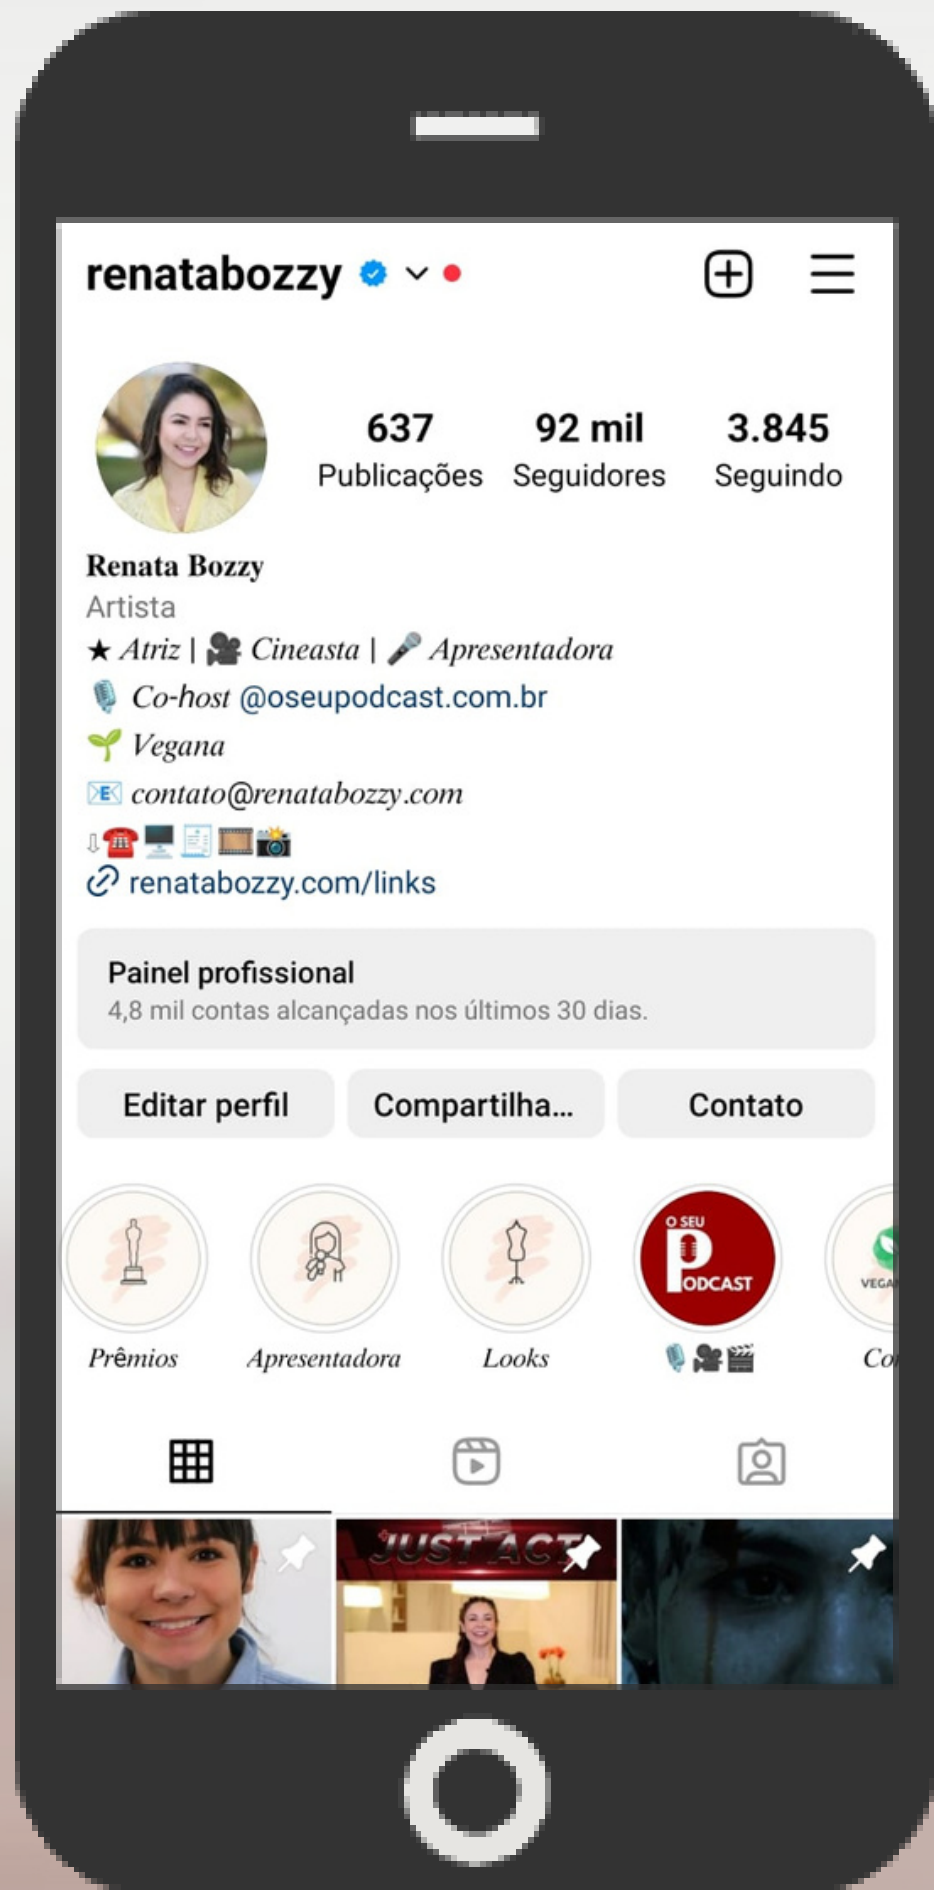 renatabozzy
637 92 mil 3.845
Publicações Seguidores Seguindo
Renata Bozzy
Artista
★ Atriz | 🎥 Cineasta | 🎤 Apresentadora
🎙️ Co-host @oseupodcast.com.br
🌱 Vegana
📧 contato@renatabozzy.com
⇩☎️🖥️🧾🎞️📸
renatabozzy.com/links
Painel profissional
4,8 mil contas alcançadas nos últimos 30 dias.
Editar perfil Compartilha... Contato
O SEU
PODCAST
VEGA
Prêmios Apresentadora Looks 🎙️🎥🎬 Co
JUST ACT